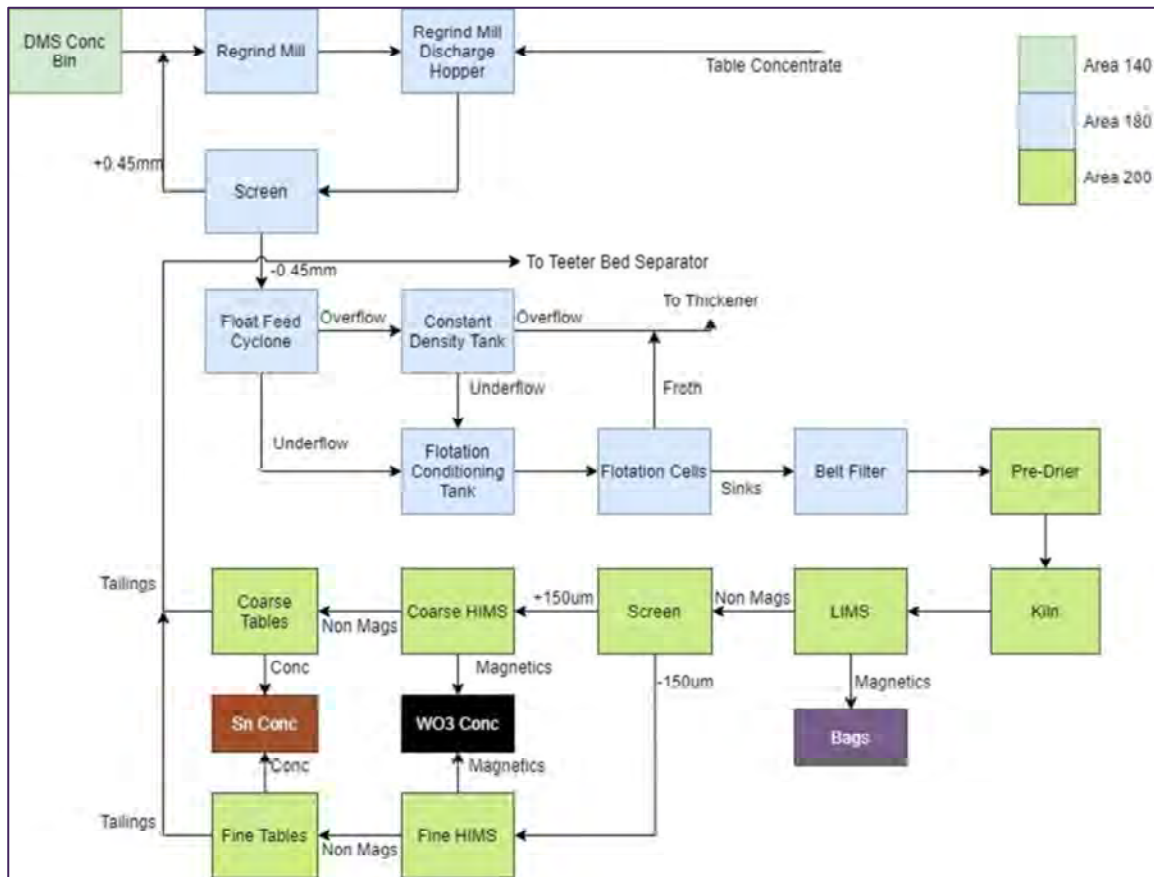 DMS Conc
Bin
Regrind Mill
Regrind Mill
Discharge
Hopper
Table Concentrate
Area 140
Area 180
Area 200
+0.45mm
Screen
-0.45mm
To Teeter Bed Separator
To Thickener
Float Feed
Cyclone
Overflow
Constant
Density Tank
Overflow
Underflow
Froth
Underflow
Flotation
Conditioning
Tank
Flotation Cells
Sinks
Belt Filter
Pre-Drier
Tailings
Coarse
Tables
Non Mags
Coarse HIMS
+150um
Screen
Non Mags
LIMS
Kiln
Conc
Magnetics
-150um
Magnetics
Sn Conc
WO3 Conc
Bags
Conc
Magnetics
Tailings
Fine Tables
Non Mags
Fine HIMS